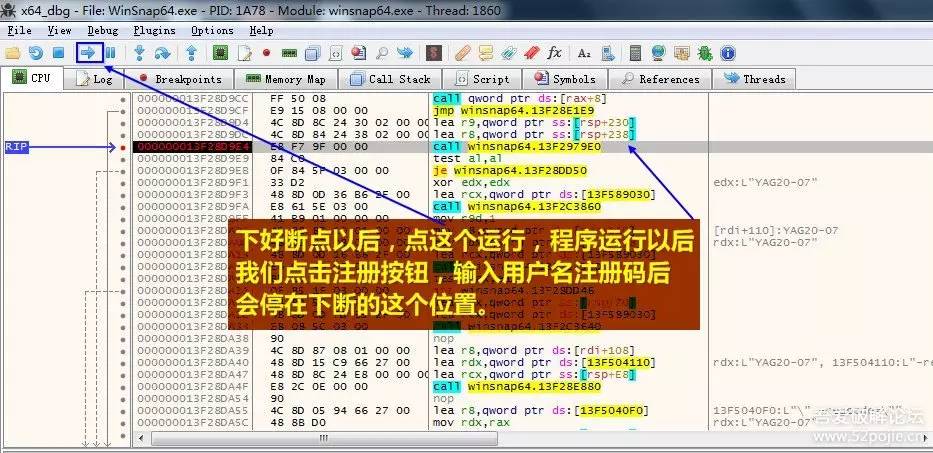 x64_dbg - File: WinSnap64.exe - PID: 1A78 - Module: winsnap64.exe - Thread: 1860
File View Debug Plugins Options Help
CPU Log Breakpoints Memory Map Call Stack Script Symbols References Threads
000000013F28D9CC FF 50 08 call qword ptr ds:[rax+8]
E9 15 08 00 00 jmp winsnap64.13F28E1E9
000000013F28D9D4 4C 8D 8C 24 30 02 00 00 lea r9,qword ptr ss:[rsp+230]
000000013F28D9DC 4C 8D 84 24 38 02 00 00 lea r8,qword ptr ss:[rsp+238]
RIP 000000013F28D9E4 E8 F7 9F 00 00 call winsnap64.13F2979E0
000000013F28D9E9 84 C0 test al,al
0F 84 5F 03 00 00 je winsnap64.13F28DD50
33 D2 xor edx,edx edx:L"YAG20-07"
48 8D 0D 36 B6 2F 00 lea rcx,qword ptr ds:[13F589030]
E8 61 5E 03 00 call winsnap64.13F2C3860
41 B9 01 00 00 00 mov r9d,1
[rdi+110]:YAG20-07
rdx:L"YAG20-07"
下好断点以后，点这个运行，程序运行以后
我们点击注册按钮，输入用户名注册码后
会停在下断的这个位置。
000000013F28DA38 90 nop
000000013F28DA39 4C 8D 87 08 01 00 00 lea r8,qword ptr ds:[rdi+108]
000000013F28DA40 48 8D 15 C9 66 27 00 lea rdx,qword ptr ds:[13F504110] rdx:L"YAG20-07", 13F504110:L"-re
000000013F28DA47 48 8D 8C 24 E8 00 00 00 lea rcx,qword ptr ss:[rsp+E8]
000000013F28DA4F E8 2C 0E 00 00 call winsnap64.13F28E880
000000013F28DA54 90 nop
000000013F28DA55 4C 8D 05 94 66 27 00 lea r8,qword ptr ds:[13F5040F0]
48 8B D0 mov rdx,rax rdx:L"YAG20-07"
吾爱破解论坛
www.52pojie.cn